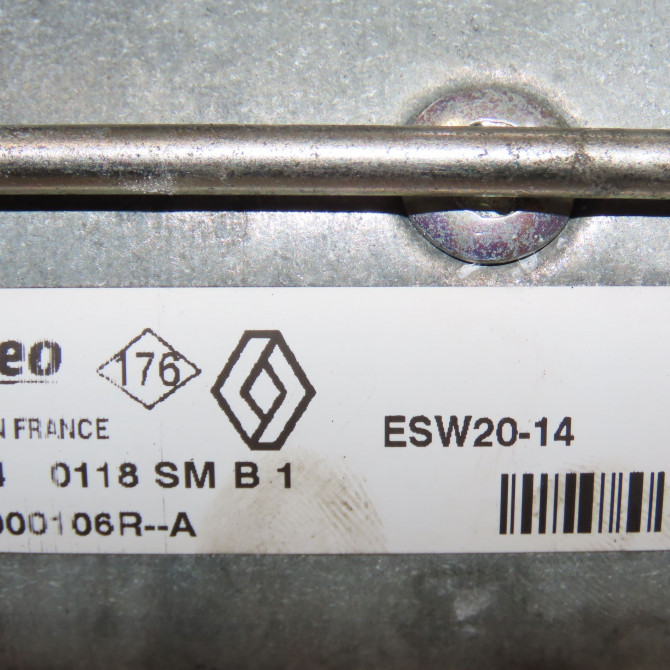 eo
176
N FRANCE
ESW20-14
4 0118 SM B 1
000106R--A